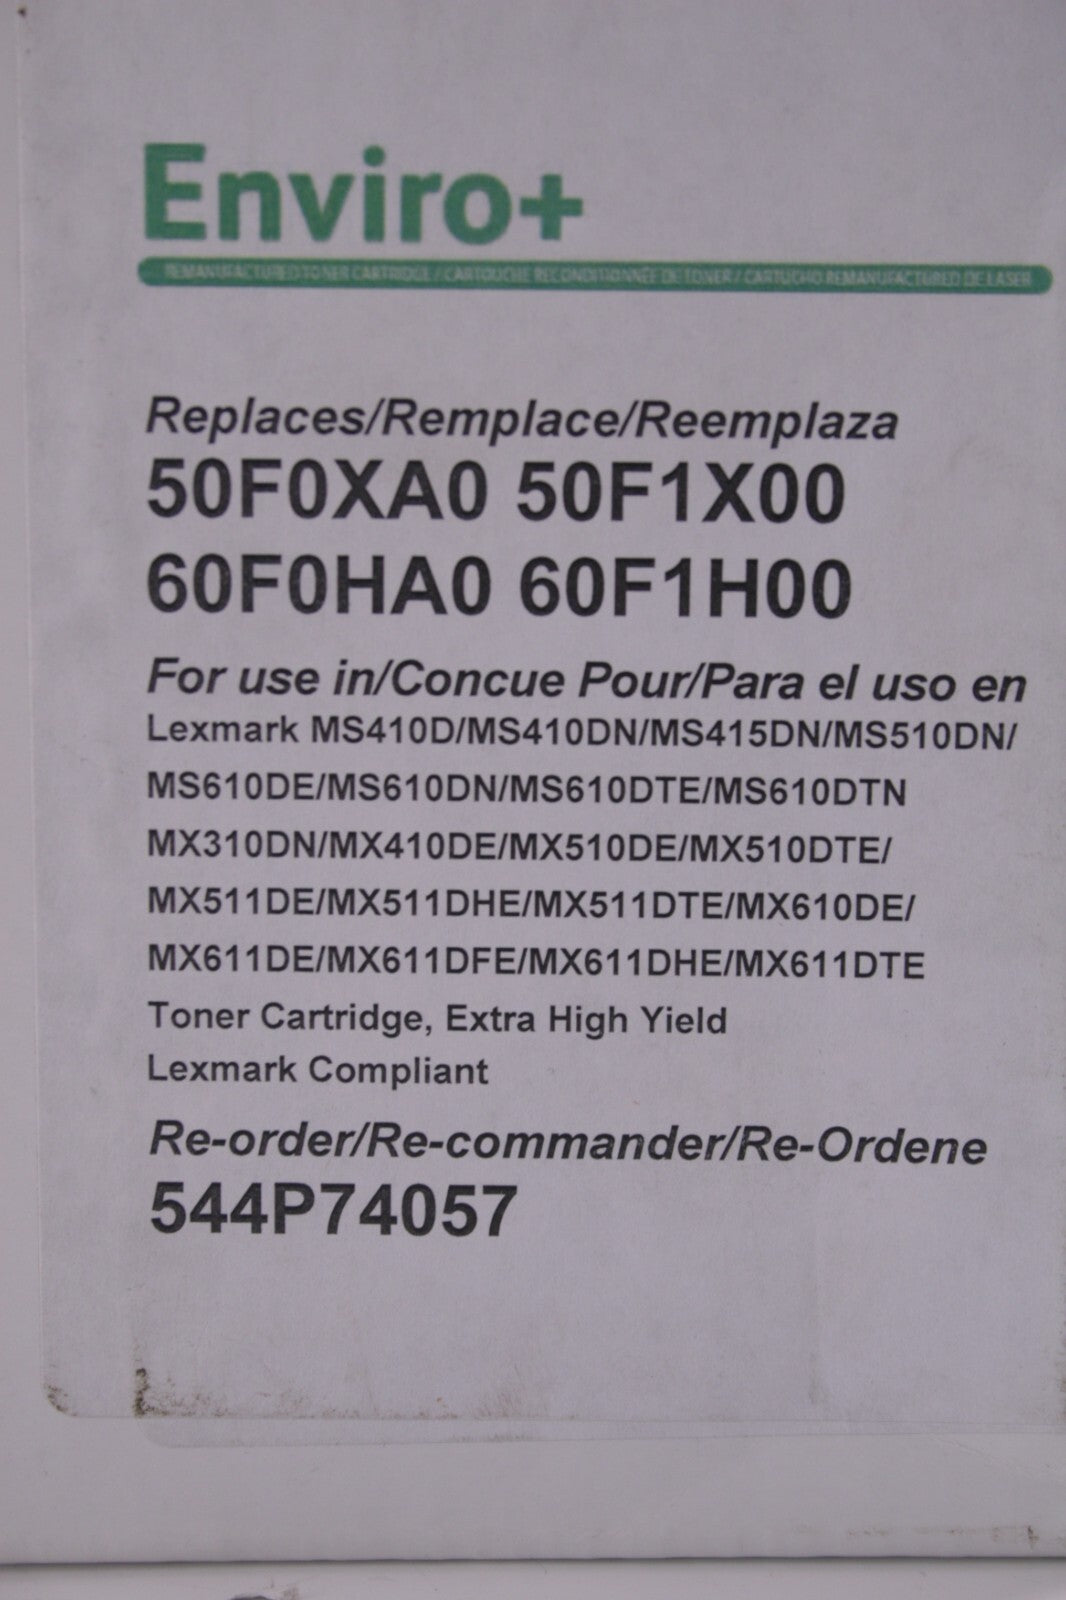 Enviro+
REMANUFACTURED TONER CARTRIDGE / CARTOUCHE RECONDITIONNÉE DE TONER / CARTUCHO REMANUFACTURED DE LASER
Replaces/Remplace/Reemplaza
50F0XA0 50F1X00
60F0HA0 60F1H00
For use in/Concue Pour/Para el uso en
Lexmark MS410D/MS410DN/MS415DN/MS510DN/
MS610DE/MS610DN/MS610DTE/MS610DTN
MX310DN/MX410DE/MX510DE/MX510DTE/
MX511DE/MX511DHE/MX511DTE/MX610DE/
MX611DE/MX611DFE/MX611DHE/MX611DTE
Toner Cartridge, Extra High Yield
Lexmark Compliant
Re-order/Re-commander/Re-Ordene
544P74057